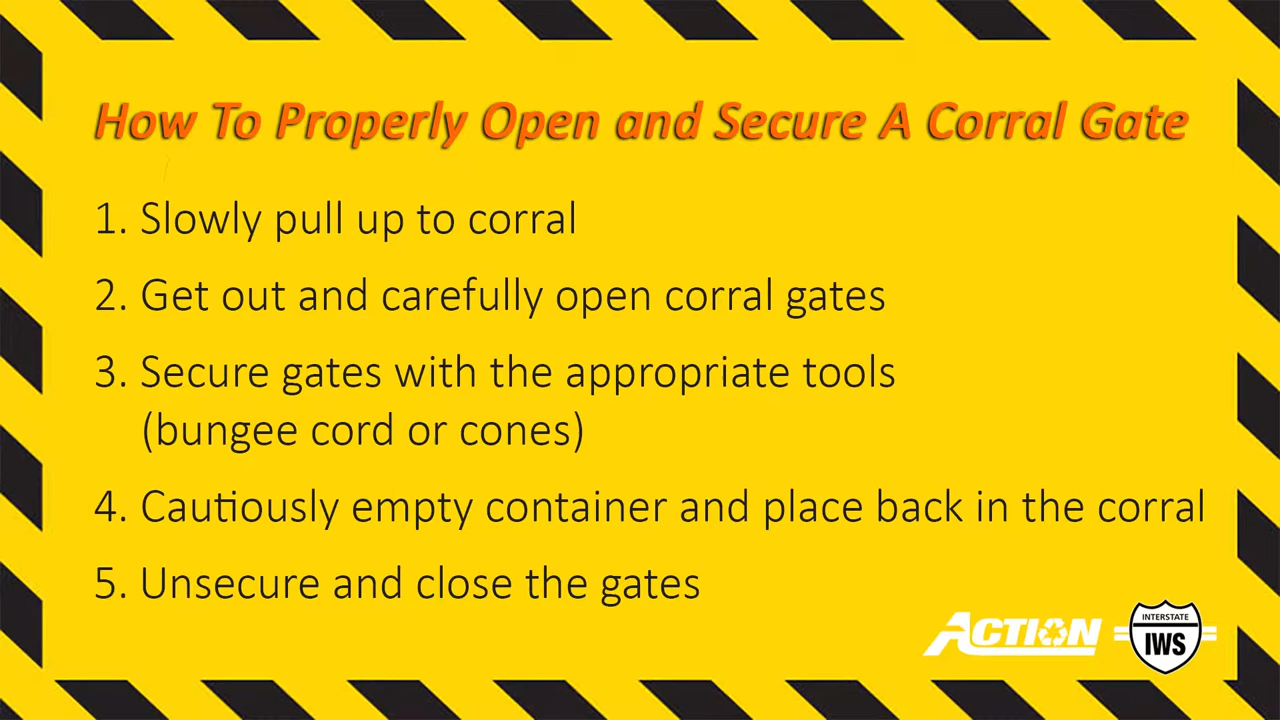 How To Properly Open and Secure A Corral Gate
1. Slowly pull up to corral
2. Get out and carefully open corral gates
3. Secure gates with the appropriate tools
(bungee cord or cones)
4. Cautiously empty container and place back in the corral
5. Unsecure and close the gates
ACTION
INTERSTATE
IWS